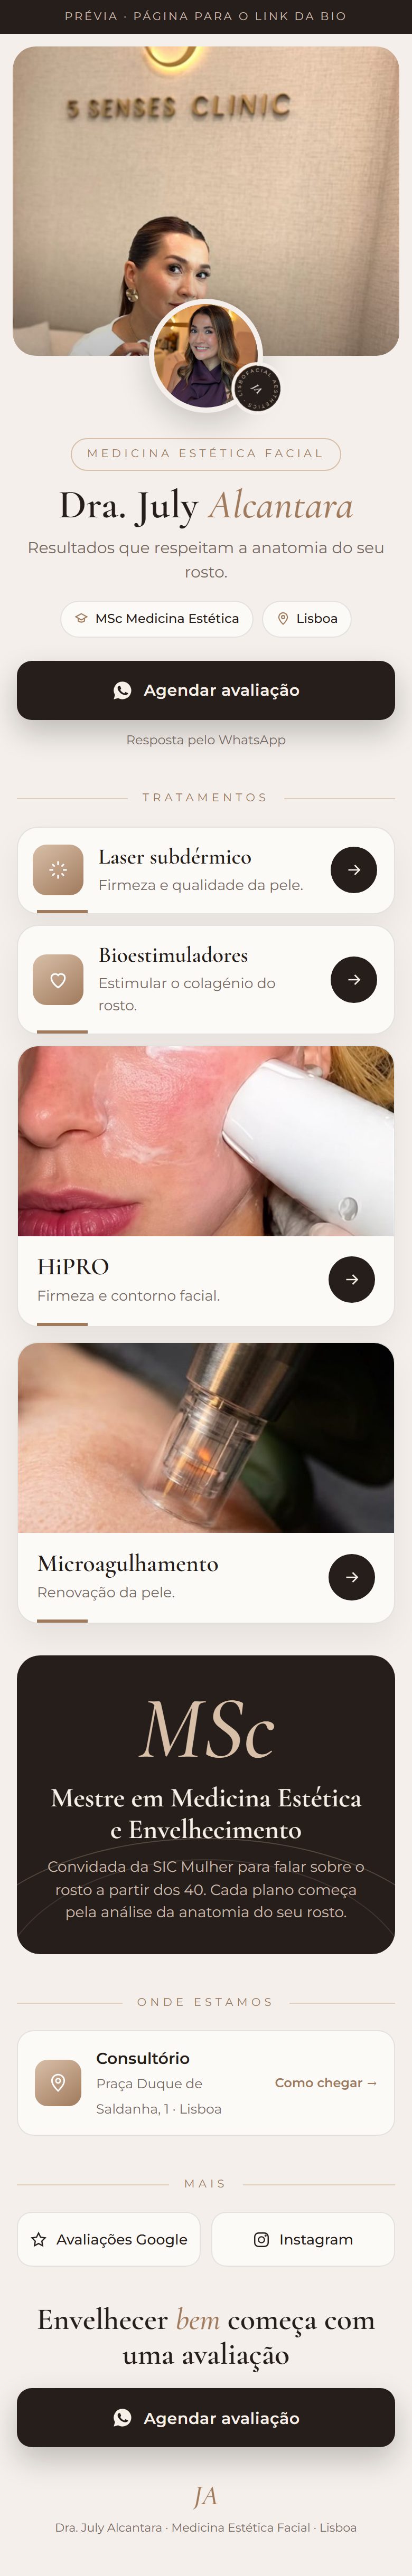 PRÉVIA · PÁGINA PARA O LINK DA BIO
5 SENSES CLINIC
MEDICINA ESTÉTICA FACIAL
Dra. July Alcantara
Resultados que respeitam a anatomia do seu
rosto.
MSc Medicina Estética
Lisboa
Agendar avaliação
Resposta pelo WhatsApp
TRATAMENTOS
Laser subdérmico
Firmeza e qualidade da pele.
Bioestimuladores
Estimular o colagénio do
rosto.
HiPRO
Firmeza e contorno facial.
Microagulhamento
Renovação da pele.
MSc
Mestre em Medicina Estética
e Envelhecimento
Convidada da SIC Mulher para falar sobre o
rosto a partir dos 40. Cada plano começa
pela análise da anatomia do seu rosto.
ONDE ESTAMOS
Consultório
Praça Duque de
Saldanha, 1 · Lisboa
Como chegar →
MAIS
Avaliações Google
Instagram
Envelhecer bem começa com
uma avaliação
Agendar avaliação
JA
Dra. July Alcantara · Medicina Estética Facial · Lisboa